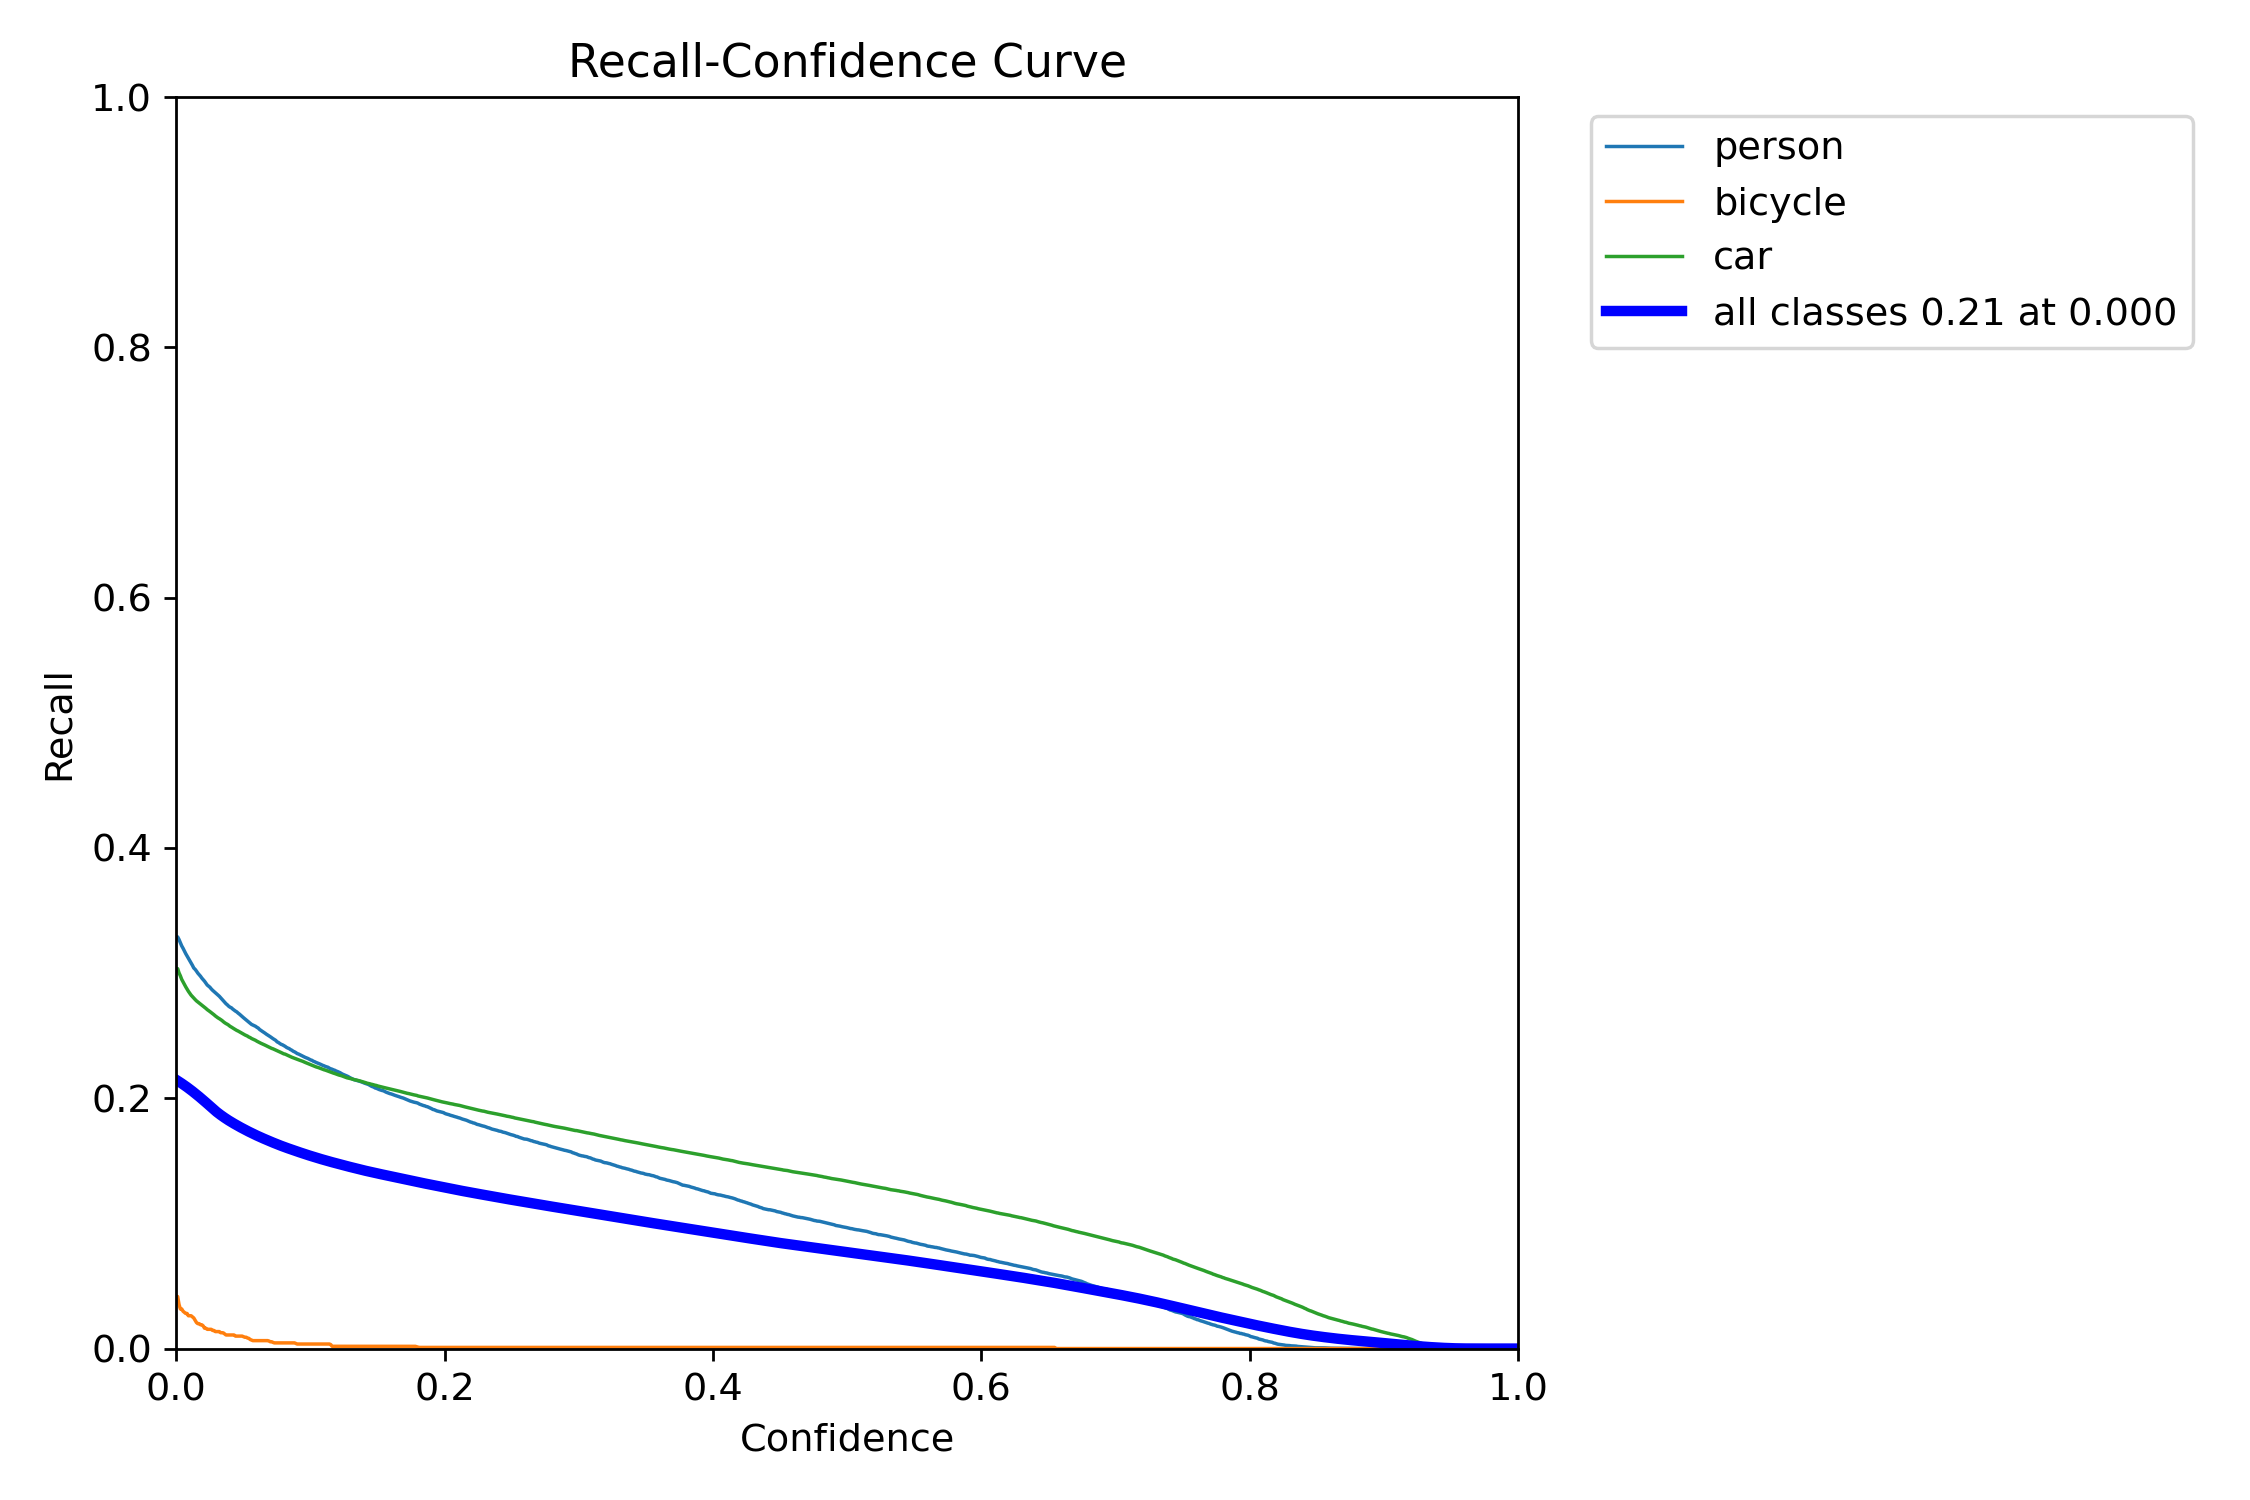 Recall-Confidence Curve
1.0
0.8
0.6
0.4
0.2
0.0
Recall
0.0 0.2 0.4 0.6 0.8 1.0
Confidence
person
bicycle
car
all classes 0.21 at 0.000